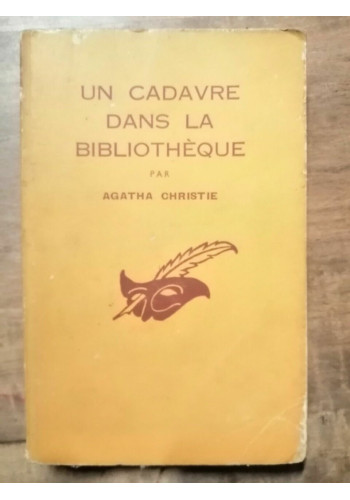 UN CADAVRE
DANS LA
BIBLIOTHÈQUE
PAR
AGATHA CHRISTIE